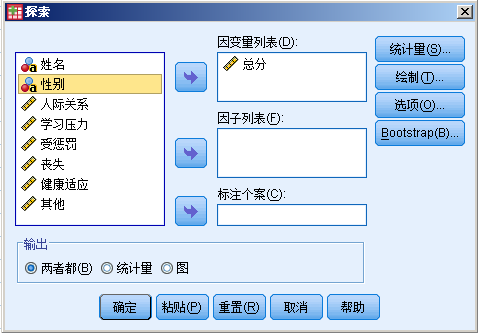 探索
姓名
性别
人际关系
学习压力
受惩罚
丧失
健康适应
其他
因变量列表(D):
总分
因子列表(F):
标注个案(C):
统计量(S)...
绘制(T)...
选项(O)...
Bootstrap(B)...
输出
两者都(B) 统计量 图
确定 粘贴(P) 重置(R) 取消 帮助